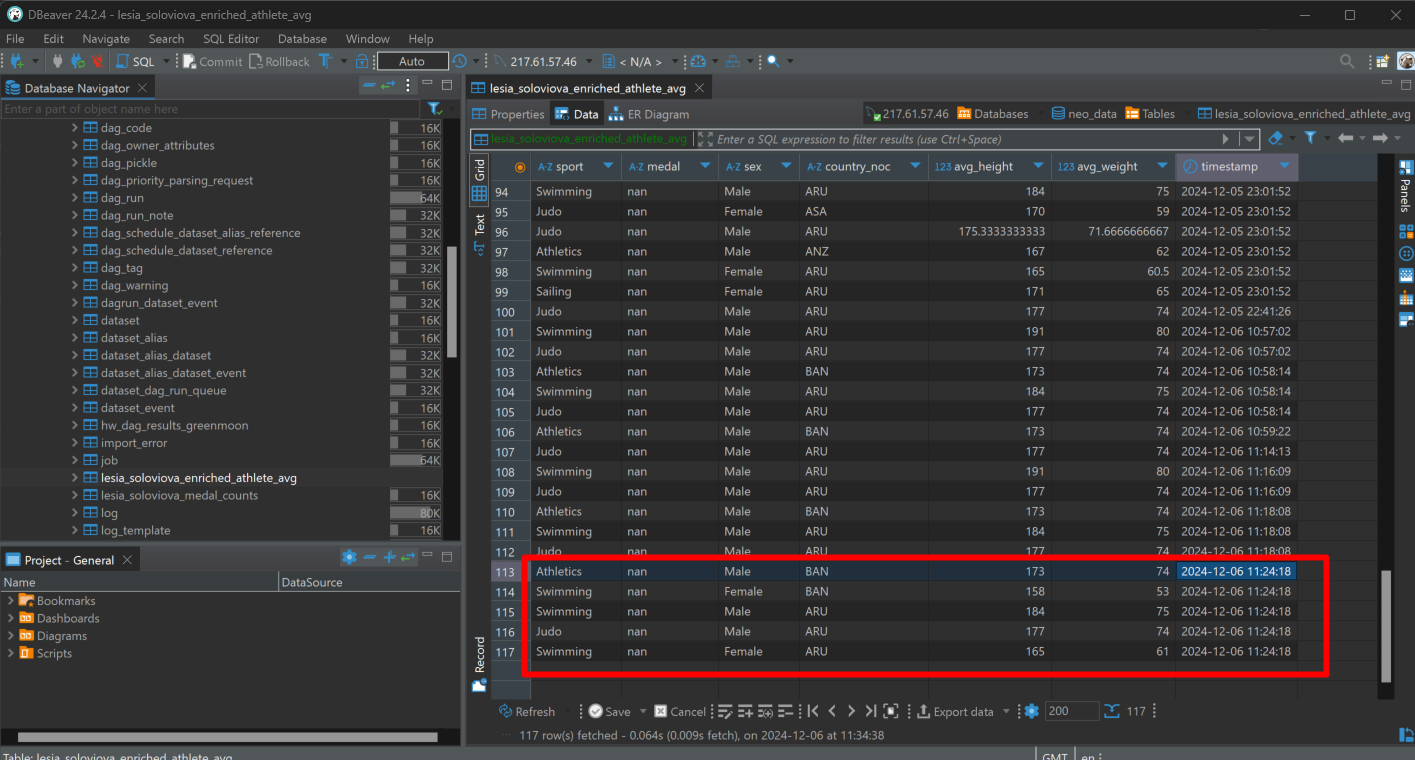 DBeaver 24.2.4 - lesia_soloviova_enriched_athlete_avg
File Edit Navigate Search SQL Editor Database Window Help
SQL Commit Rollback Auto 217.61.57.46 < N/A >
Database Navigator
Enter a part of object name here
dag_code 16K
dag_owner_attributes 16K
dag_pickle 16K
dag_priority_parsing_request 16K
dag_run 64K
dag_run_note 32K
dag_schedule_dataset_alias_reference 32K
dag_schedule_dataset_reference 32K
dag_tag 32K
dag_warning 16K
dagrun_dataset_event 32K
dataset 16K
dataset_alias 16K
dataset_alias_dataset 32K
dataset_alias_dataset_event 32K
dataset_dag_run_queue 32K
dataset_event 16K
hw_dag_results_greenmoon 16K
import_error 16K
job 64K
lesia_soloviova_enriched_athlete_avg
lesia_soloviova_medal_counts 16K
log 80K
log_template 16K
Project - General
Name DataSource
Bookmarks
Dashboards
Diagrams
Scripts
lesia_soloviova_enriched_athlete_avg
Properties Data ER Diagram 217.61.57.46 Databases neo_data Tables lesia_soloviova_enriched_athlete_avg
lesia_soloviova_enriched_athlete_avg Enter a SQL expression to filter results (use Ctrl+Space)
Grid
Text
Record
A-Z sport A-Z medal A-Z sex A-Z country_noc 123 avg_height 123 avg_weight timestamp
94 Swimming nan Male ARU 184 75 2024-12-05 23:01:52
95 Judo nan Female ASA 170 59 2024-12-05 23:01:52
96 Judo nan Male ARU 175.3333333333 71.6666666667 2024-12-05 23:01:52
97 Athletics nan Male ANZ 167 62 2024-12-05 23:01:52
98 Swimming nan Female ARU 165 60.5 2024-12-05 23:01:52
99 Sailing nan Female ARU 171 65 2024-12-05 23:01:52
100 Judo nan Male ARU 177 74 2024-12-05 22:41:26
101 Swimming nan Male ARU 191 80 2024-12-06 10:57:02
102 Judo nan Male ARU 177 74 2024-12-06 10:57:02
103 Athletics nan Male BAN 173 74 2024-12-06 10:58:14
104 Swimming nan Male ARU 184 75 2024-12-06 10:58:14
105 Judo nan Male ARU 177 74 2024-12-06 10:58:14
106 Athletics nan Male BAN 173 74 2024-12-06 10:59:22
107 Judo nan Male ARU 177 74 2024-12-06 11:14:13
108 Swimming nan Male ARU 191 80 2024-12-06 11:16:09
109 Judo nan Male ARU 177 74 2024-12-06 11:16:09
110 Athletics nan Male BAN 173 74 2024-12-06 11:18:08
111 Swimming nan Male ARU 184 75 2024-12-06 11:18:08
112 Judo nan Male ARU 177 74 2024-12-06 11:18:08
113 Athletics nan Male BAN 173 74 2024-12-06 11:24:18
114 Swimming nan Female BAN 158 53 2024-12-06 11:24:18
115 Swimming nan Male ARU 184 75 2024-12-06 11:24:18
116 Judo nan Male ARU 177 74 2024-12-06 11:24:18
117 Swimming nan Female ARU 165 61 2024-12-06 11:24:18
Panels
Refresh Save Cancel Export data 200 117
117 row(s) fetched - 0.064s (0.009s fetch), on 2024-12-06 at 11:34:38
Table: lesia_soloviova_enriched_athlete_avg GMT en